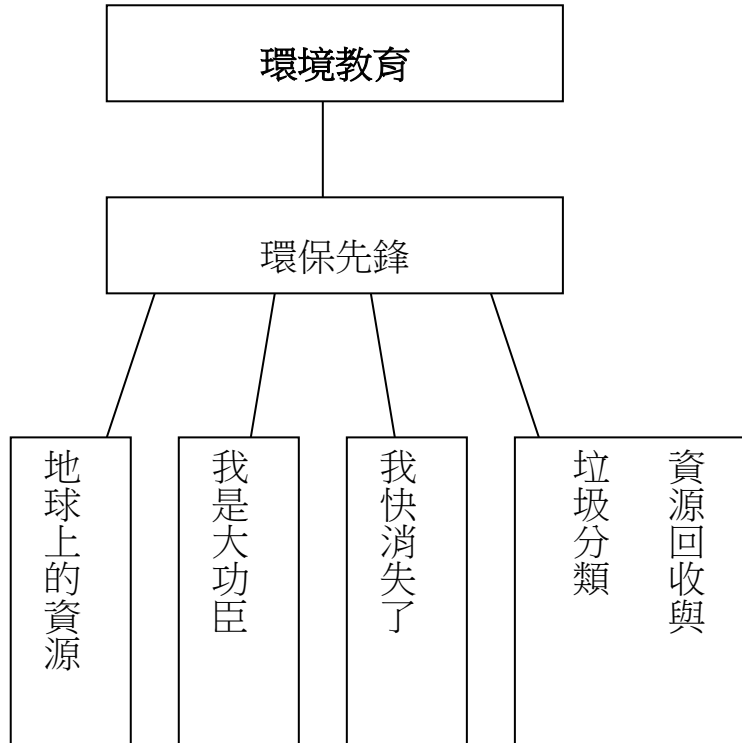 環境教育
環保先鋒
地球上的資源
我是大功臣
我快消失了
資源回收與
垃圾分類